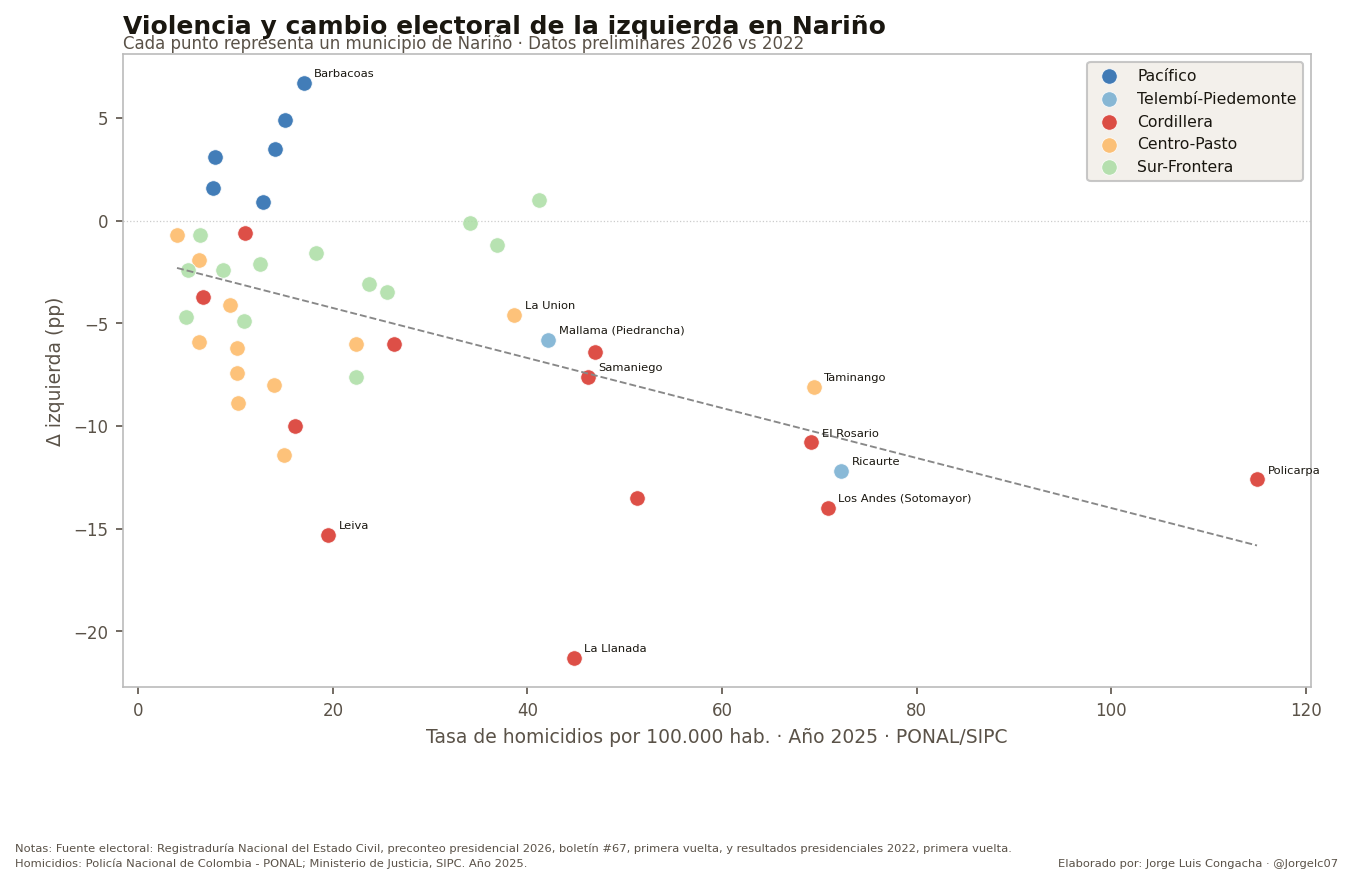 Violencia y cambio electoral de la izquierda en Nariño
Cada punto representa un municipio de Nariño · Datos preliminares 2026 vs 2022
Pacífico
Telembí-Piedemonte
Cordillera
Centro-Pasto
Sur-Frontera
Barbacoas
La Union
Mallama (Piedrancha)
Samaniego
Taminango
El Rosario
Ricaurte
Policarpa
Los Andes (Sotomayor)
Leiva
La Llanada
Δ izquierda (pp)
5
0
−5
−10
−15
−20
0
20
40
60
80
100
120
Tasa de homicidios por 100.000 hab. · Año 2025 · PONAL/SIPC
Notas: Fuente electoral: Registraduría Nacional del Estado Civil, preconteo presidencial 2026, boletín #67, primera vuelta, y resultados presidenciales 2022, primera vuelta.
Homicidios: Policía Nacional de Colombia - PONAL; Ministerio de Justicia, SIPC. Año 2025.
Elaborado por: Jorge Luis Congacha · @Jorgelc07